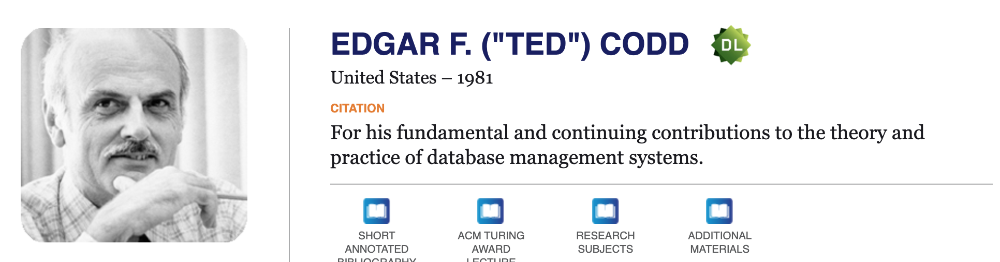 EDGAR F. ("TED") CODD DL
United States – 1981
CITATION
For his fundamental and continuing contributions to the theory and
practice of database management systems.
SHORT
ANNOTATED
BIBLIOGRAPHY
ACM TURING
AWARD
LECTURE
RESEARCH
SUBJECTS
ADDITIONAL
MATERIALS